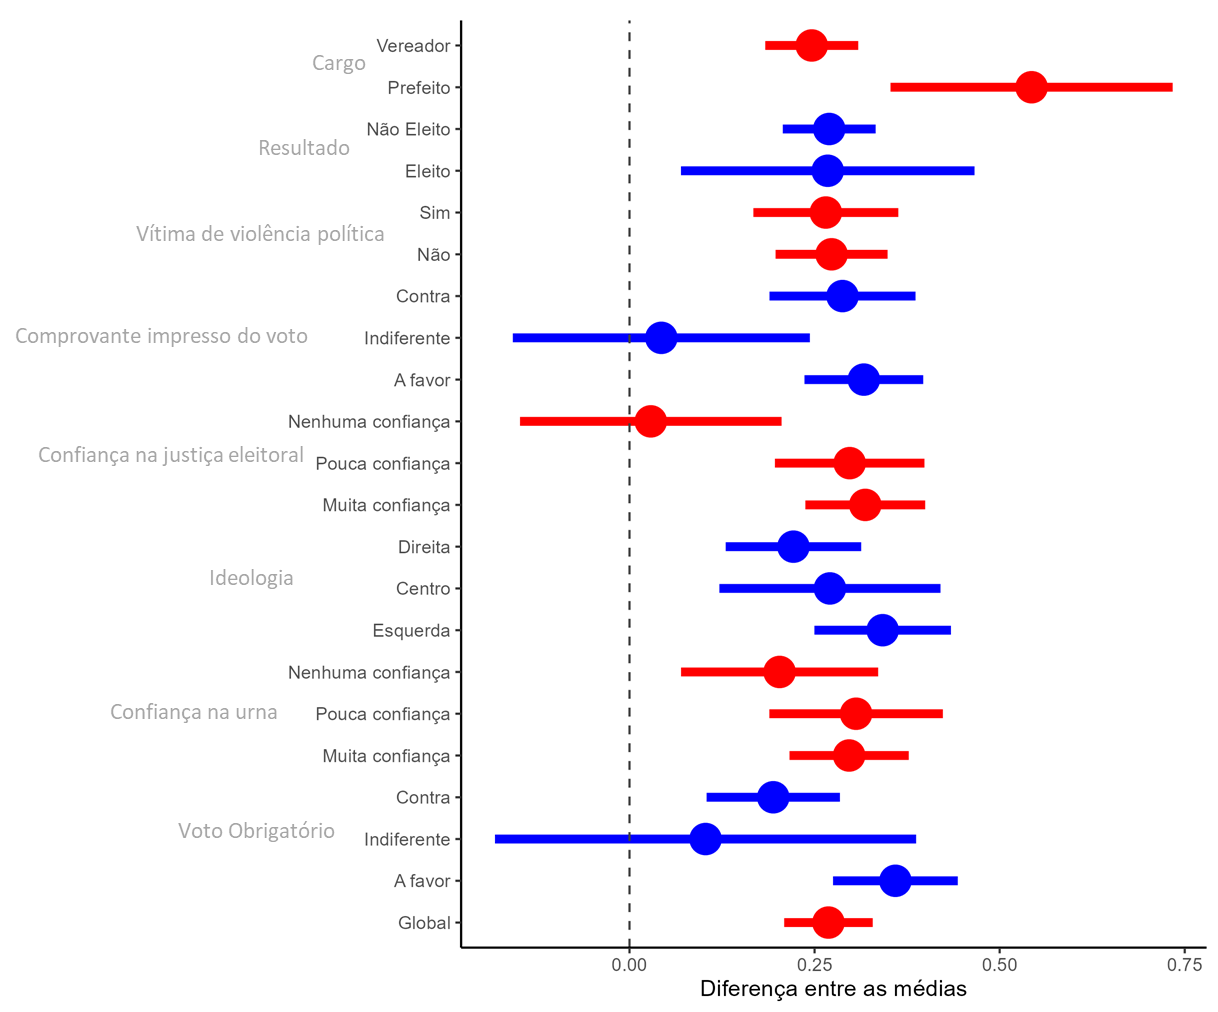 Cargo
Vereador
Prefeito
Resultado
Não Eleito
Eleito
Vítima de violência política
Sim
Não
Comprovante impresso do voto
Contra
Indiferente
A favor
Confiança na justiça eleitoral
Nenhuma confiança
Pouca confiança
Muita confiança
Ideologia
Direita
Centro
Esquerda
Confiança na urna
Nenhuma confiança
Pouca confiança
Muita confiança
Voto Obrigatório
Contra
Indiferente
A favor
Global
0.00 0.25 0.50 0.75
Diferença entre as médias